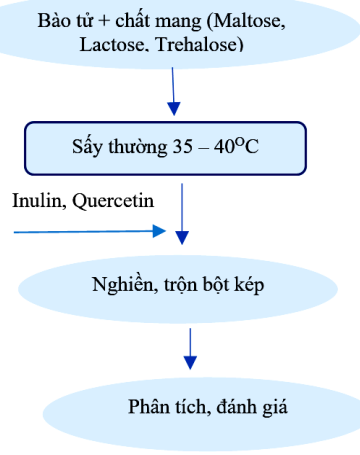 Bào tử + chất mang (Maltose,
Lactose, Trehalose)
Sấy thường 35 – 40⁰C
Inulin, Quercetin
Nghiền, trộn bột kép
Phân tích, đánh giá